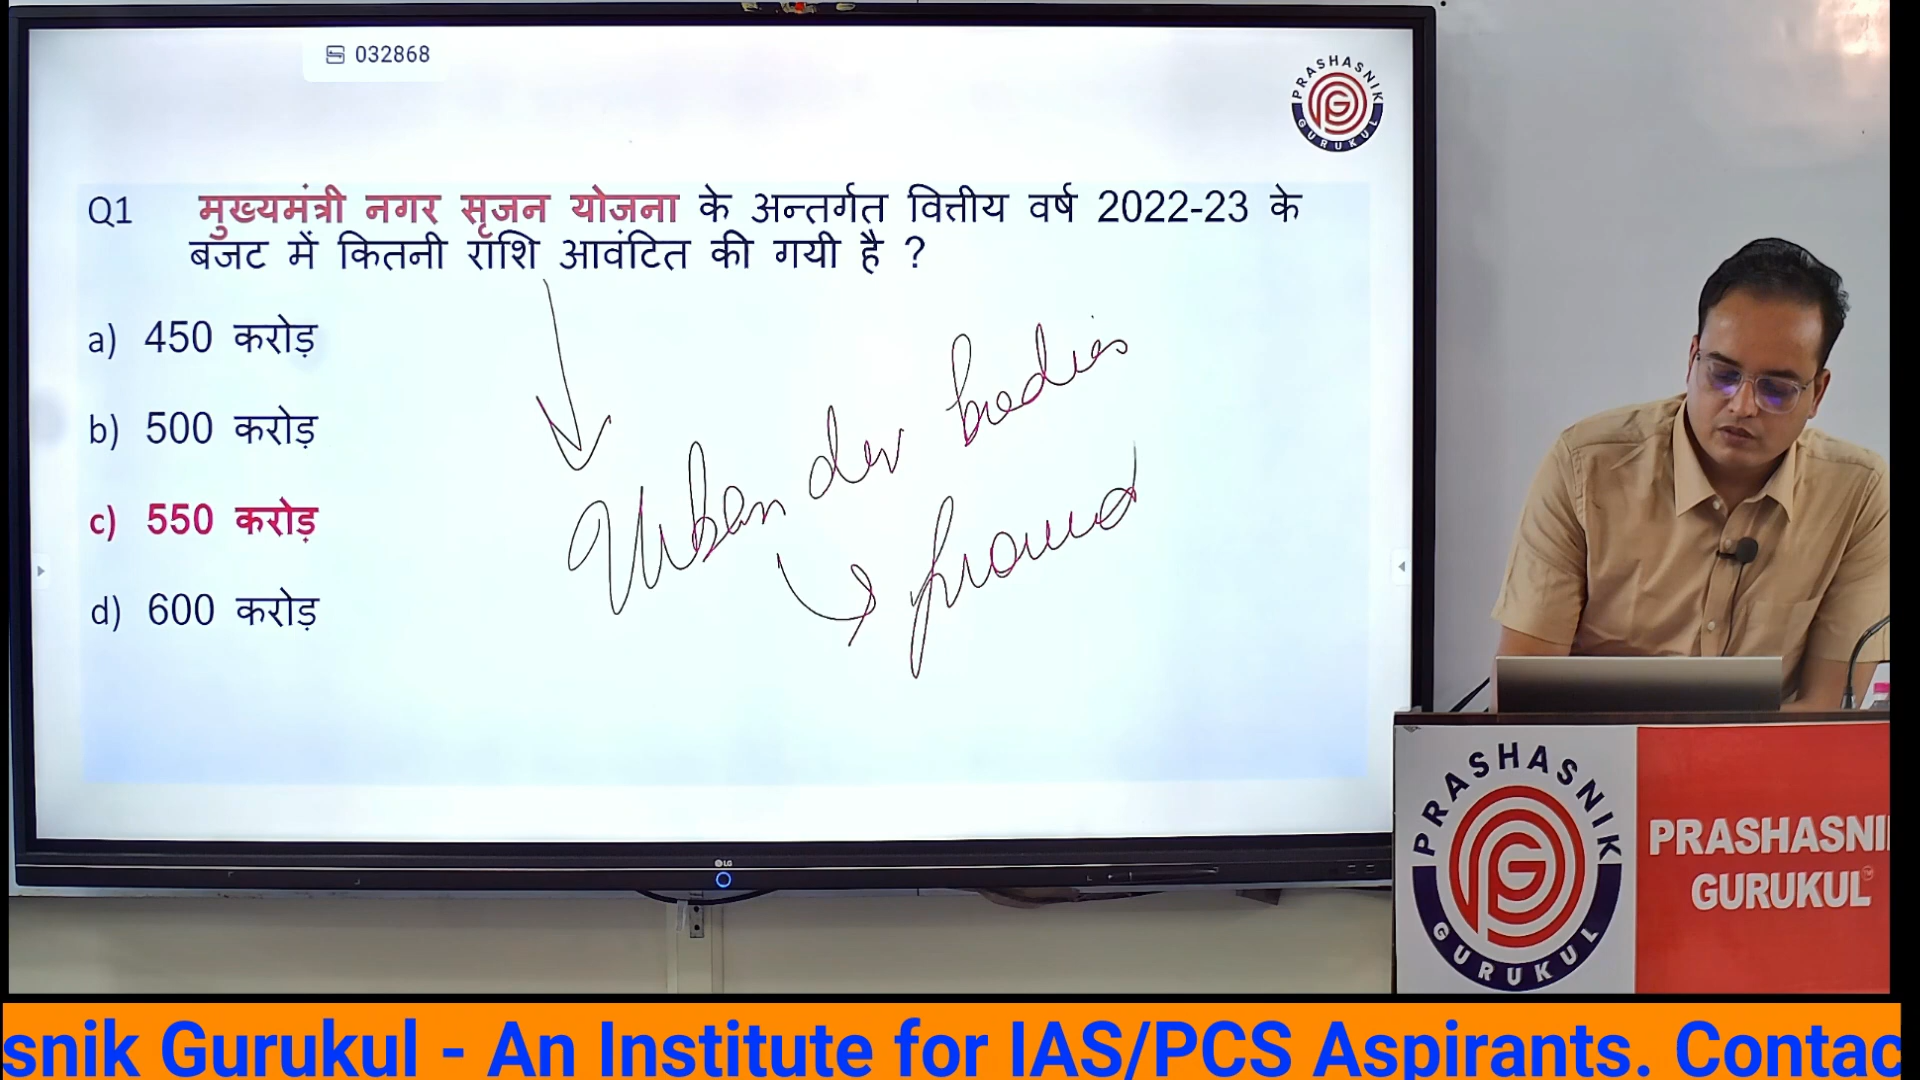 032868
PRASHASNIK GURUKUL
Q1 मुख्यमंत्री नगर सृजन योजना के अन्तर्गत वित्तीय वर्ष 2022-23 के
बजट में कितनी राशि आवंटित की गयी है ?
a) 450 करोड़
b) 500 करोड़
c) 550 करोड़
d) 600 करोड़
Urban dev bodies
LG
PRASHASNIK GURUKUL
PRASHASNI
GURUKUL
snik Gurukul - An Institute for IAS/PCS Aspirants. Contac